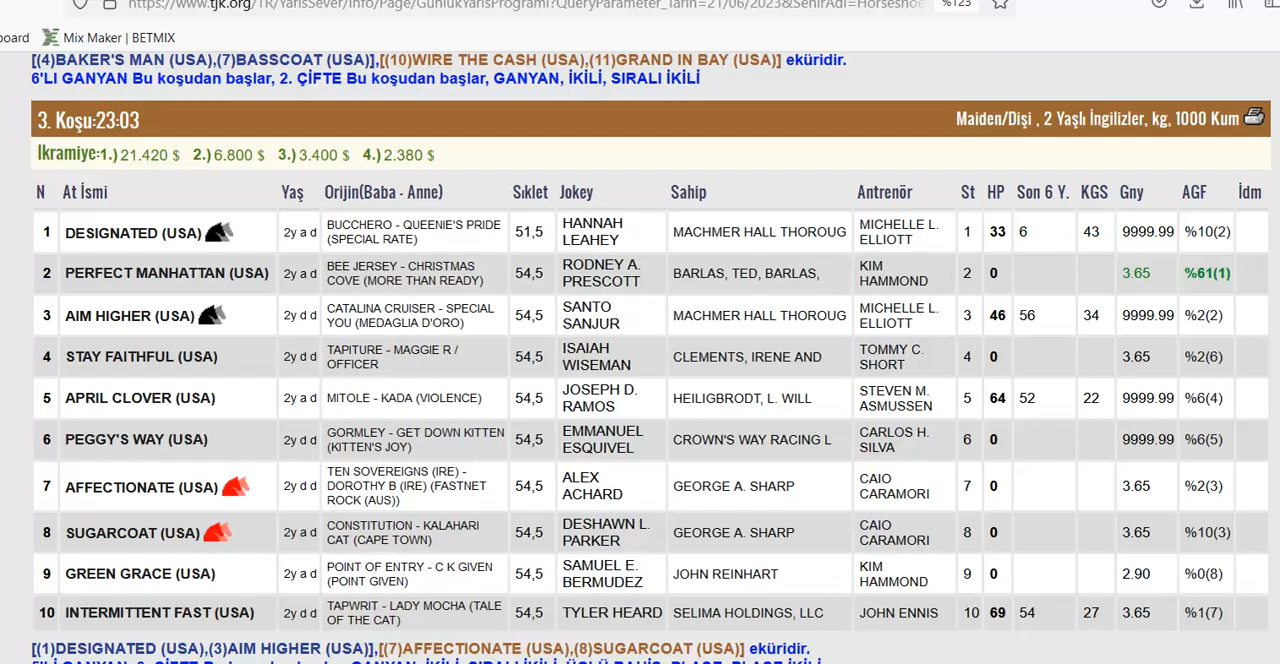 https://www.tjk.org/TR/YarisSever/Info/Page/GunlukYarisProgrami?QueryParameter_Tarih=21/06/2023&SehirAdi=Horseshoe %123
board Mix Maker | BETMIX
[(4)BAKER'S MAN (USA),(7)BASSCOAT (USA)],[(10)WIRE THE CASH (USA),(11)GRAND IN BAY (USA)] eküridir.
6'LI GANYAN Bu koşudan başlar, 2. ÇİFTE Bu koşudan başlar, GANYAN, İKİLİ, SIRALI İKİLİ
3. Koşu:23:03 Maiden/Dişi , 2 Yaşlı İngilizler, kg, 1000 Kum
İkramiye:1.) 21.420 $ 2.) 6.800 $ 3.) 3.400 $ 4.) 2.380 $
N At İsmi Yaş Orijin(Baba - Anne) Sıklet Jokey Sahip Antrenör St HP Son 6 Y. KGS Gny AGF İdm
1 DESIGNATED (USA) 2y a d BUCCHERO - QUEENIE'S PRIDE (SPECIAL RATE) 51,5 HANNAH LEAHEY MACHMER HALL THOROUG MICHELLE L. ELLIOTT 1 33 6 43 9999.99 %10(2)
2 PERFECT MANHATTAN (USA) 2y a d BEE JERSEY - CHRISTMAS COVE (MORE THAN READY) 54,5 RODNEY A. PRESCOTT BARLAS, TED, BARLAS, KIM HAMMOND 2 0 3.65 %61(1)
3 AIM HIGHER (USA) 2y d d CATALINA CRUISER - SPECIAL YOU (MEDAGLIA D'ORO) 54,5 SANTO SANJUR MACHMER HALL THOROUG MICHELLE L. ELLIOTT 3 46 56 34 9999.99 %2(2)
4 STAY FAITHFUL (USA) 2y d d TAPITURE - MAGGIE R / OFFICER 54,5 ISAIAH WISEMAN CLEMENTS, IRENE AND TOMMY C. SHORT 4 0 3.65 %2(6)
5 APRIL CLOVER (USA) 2y a d MITOLE - KADA (VIOLENCE) 54,5 JOSEPH D. RAMOS HEILIGBRODT, L. WILL STEVEN M. ASMUSSEN 5 64 52 22 9999.99 %6(4)
6 PEGGY'S WAY (USA) 2y d d GORMLEY - GET DOWN KITTEN (KITTEN'S JOY) 54,5 EMMANUEL ESQUIVEL CROWN'S WAY RACING L CARLOS H. SILVA 6 0 9999.99 %6(5)
7 AFFECTIONATE (USA) 2y d d TEN SOVEREIGNS (IRE) - DOROTHY B (IRE) (FASTNET ROCK (AUS)) 54,5 ALEX ACHARD GEORGE A. SHARP CAIO CARAMORI 7 0 3.65 %2(3)
8 SUGARCOAT (USA) 2y a d CONSTITUTION - KALAHARI CAT (CAPE TOWN) 54,5 DESHAWN L. PARKER GEORGE A. SHARP CAIO CARAMORI 8 0 3.65 %10(3)
9 GREEN GRACE (USA) 2y a d POINT OF ENTRY - C K GIVEN (POINT GIVEN) 54,5 SAMUEL E. BERMUDEZ JOHN REINHART KIM HAMMOND 9 0 2.90 %0(8)
10 INTERMITTENT FAST (USA) 2y d d TAPWRIT - LADY MOCHA (TALE OF THE CAT) 54,5 TYLER HEARD SELIMA HOLDINGS, LLC JOHN ENNIS 10 69 54 27 3.65 %1(7)
[(1)DESIGNATED (USA),(3)AIM HIGHER (USA)],[(7)AFFECTIONATE (USA),(8)SUGARCOAT (USA)] eküridir.